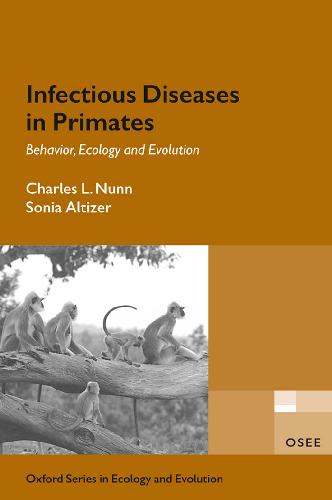 Infectious Diseases
in Primates
Behavior, Ecology and Evolution
Charles L. Nunn
Sonia Altizer
OSEE
Oxford Series in Ecology and Evolution